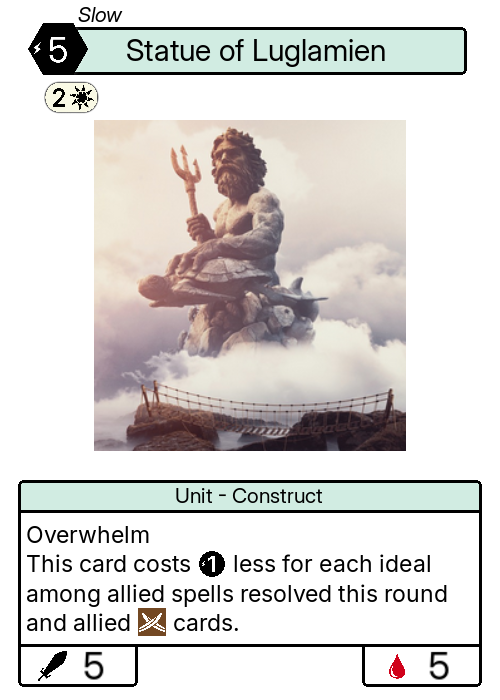 Slow
5 Statue of Luglamien
2
Unit - Construct
Overwhelm
This card costs 1 less for each ideal
among allied spells resolved this round
and allied cards.
5 5